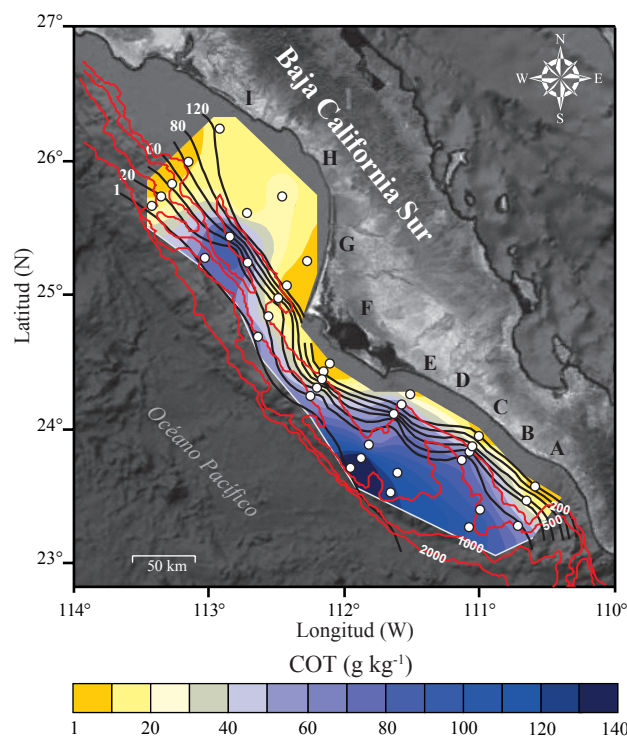 27°
26°
25°
24°
23°
Latitud (N)
114°
113°
112°
111°
110°
Longitud (W)
N
W
E
S
Baja California Sur
Océano Pacífico
I
H
G
F
E
D
C
B
A
120
80
60
20
1
200
500
1000
2000
50 km
COT (g kg-1)
1 20 40 60 80 100 120 140